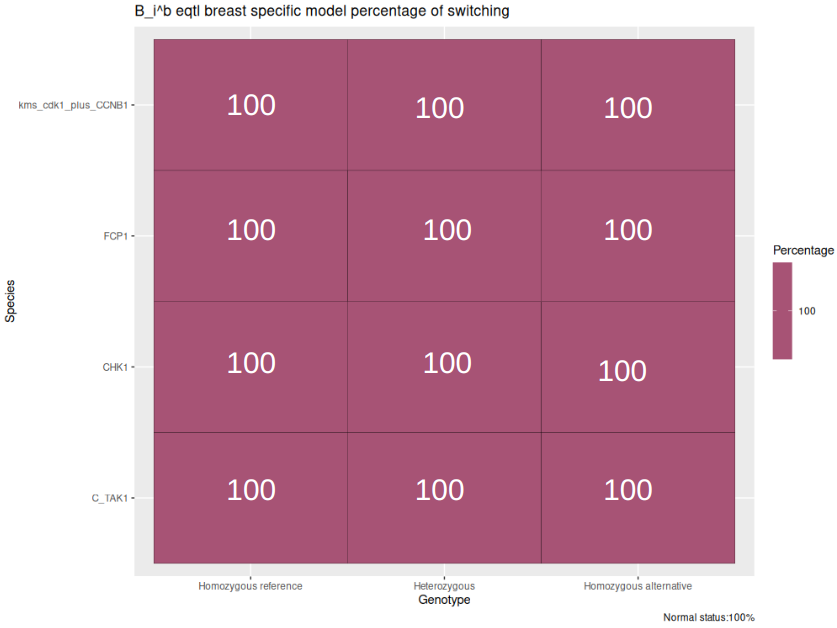 B_i^b eqtl breast specific model percentage of switching
kms_cdk1_plus_CCNB1
100 100 100
FCP1
100 100 100
CHK1
100 100 100
C_TAK1
100 100 100
Species
Homozygous reference Heterozygous Homozygous alternative
Genotype
Percentage
100
Normal status:100%